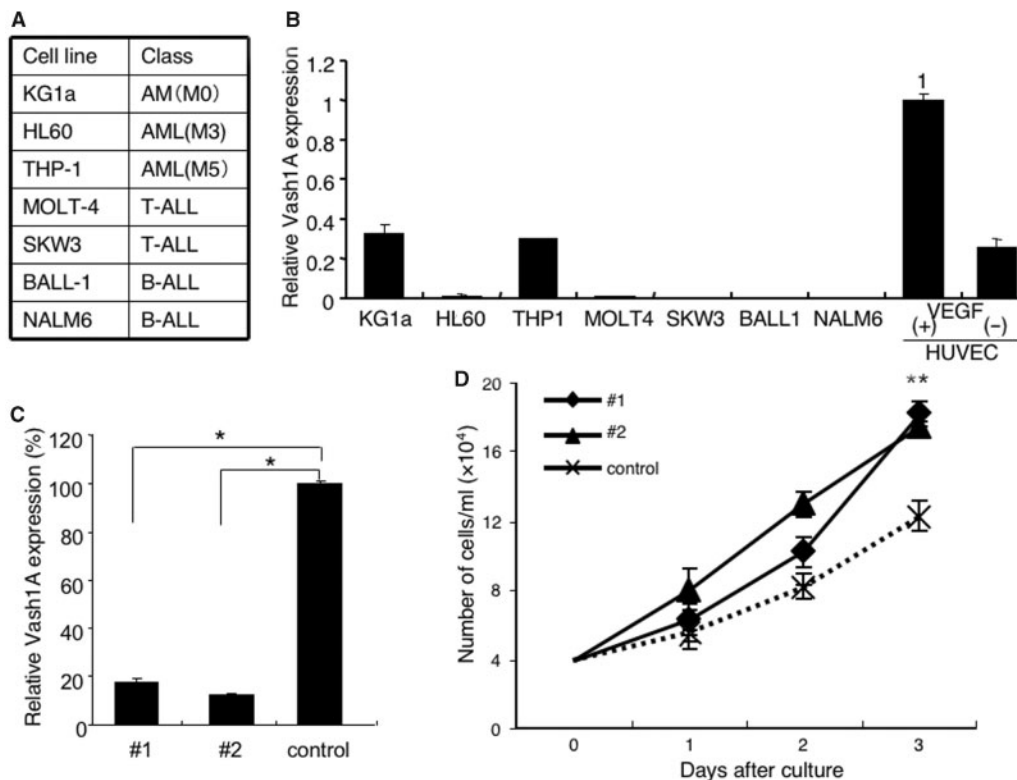 A
Cell line Class
KG1a AM(M0)
HL60 AML(M3)
THP-1 AML(M5)
MOLT-4 T-ALL
SKW3 T-ALL
BALL-1 B-ALL
NALM6 B-ALL
B
Relative Vash1A expression
1.2
1
0.8
0.6
0.4
0.2
0
1
KG1a HL60 THP1 MOLT4 SKW3 BALL1 NALM6 VEGF
(+) (-)
HUVEC
C
Relative Vash1A expression (%)
120
100
80
60
40
20
0
*
*
#1 #2 control
D
Number of cells/ml (×10⁴)
20
16
12
8
4
0
#1
#2
control
**
0 1 2 3
Days after culture